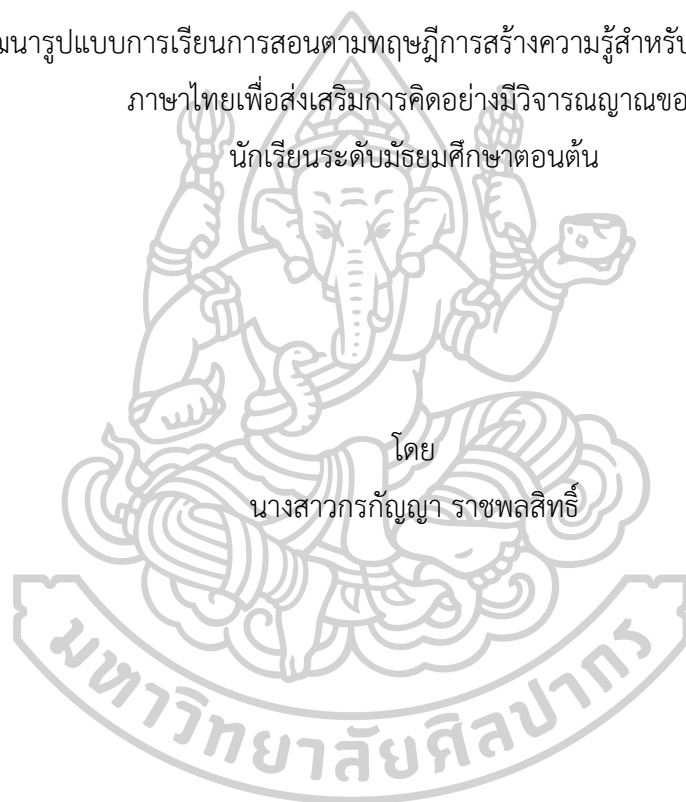 ฒนารูปแบบการเรียนการสอนตามทฤษฎีการสร้างความรู้สำหรับ
ภาษาไทยเพื่อส่งเสริมการคิดอย่างมีวิจารณญาณขอ
นักเรียนระดับมัธยมศึกษาตอนต้น
โดย
นางสาวกรกัญญา ราชพลสิทธิ์
มหาวิทยาลัยศิลปากร